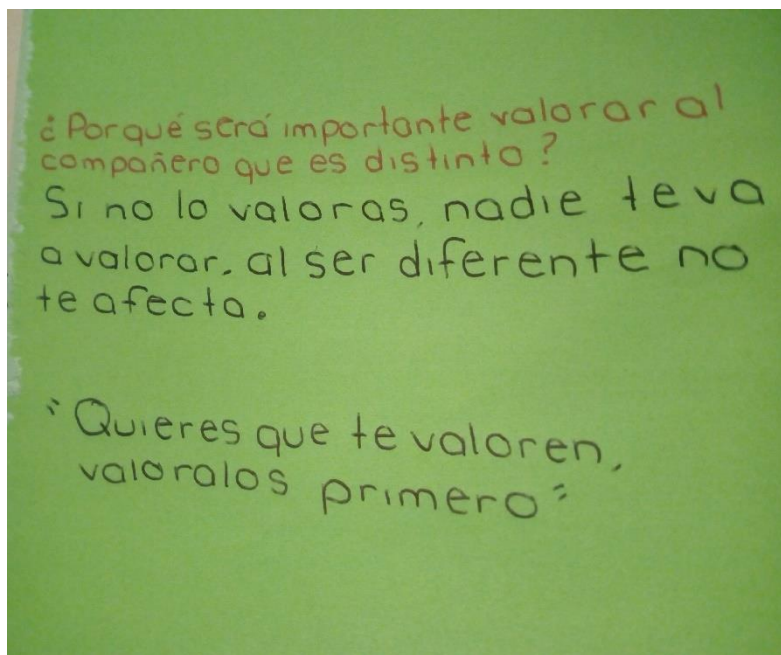 ¿Porqué será importante valorar al
compañero que es distinto?
Si no lo valoras, nadie te va
a valorar. al ser diferente no
te afecta.
"Quieres que te valoren,
valoralos primero"